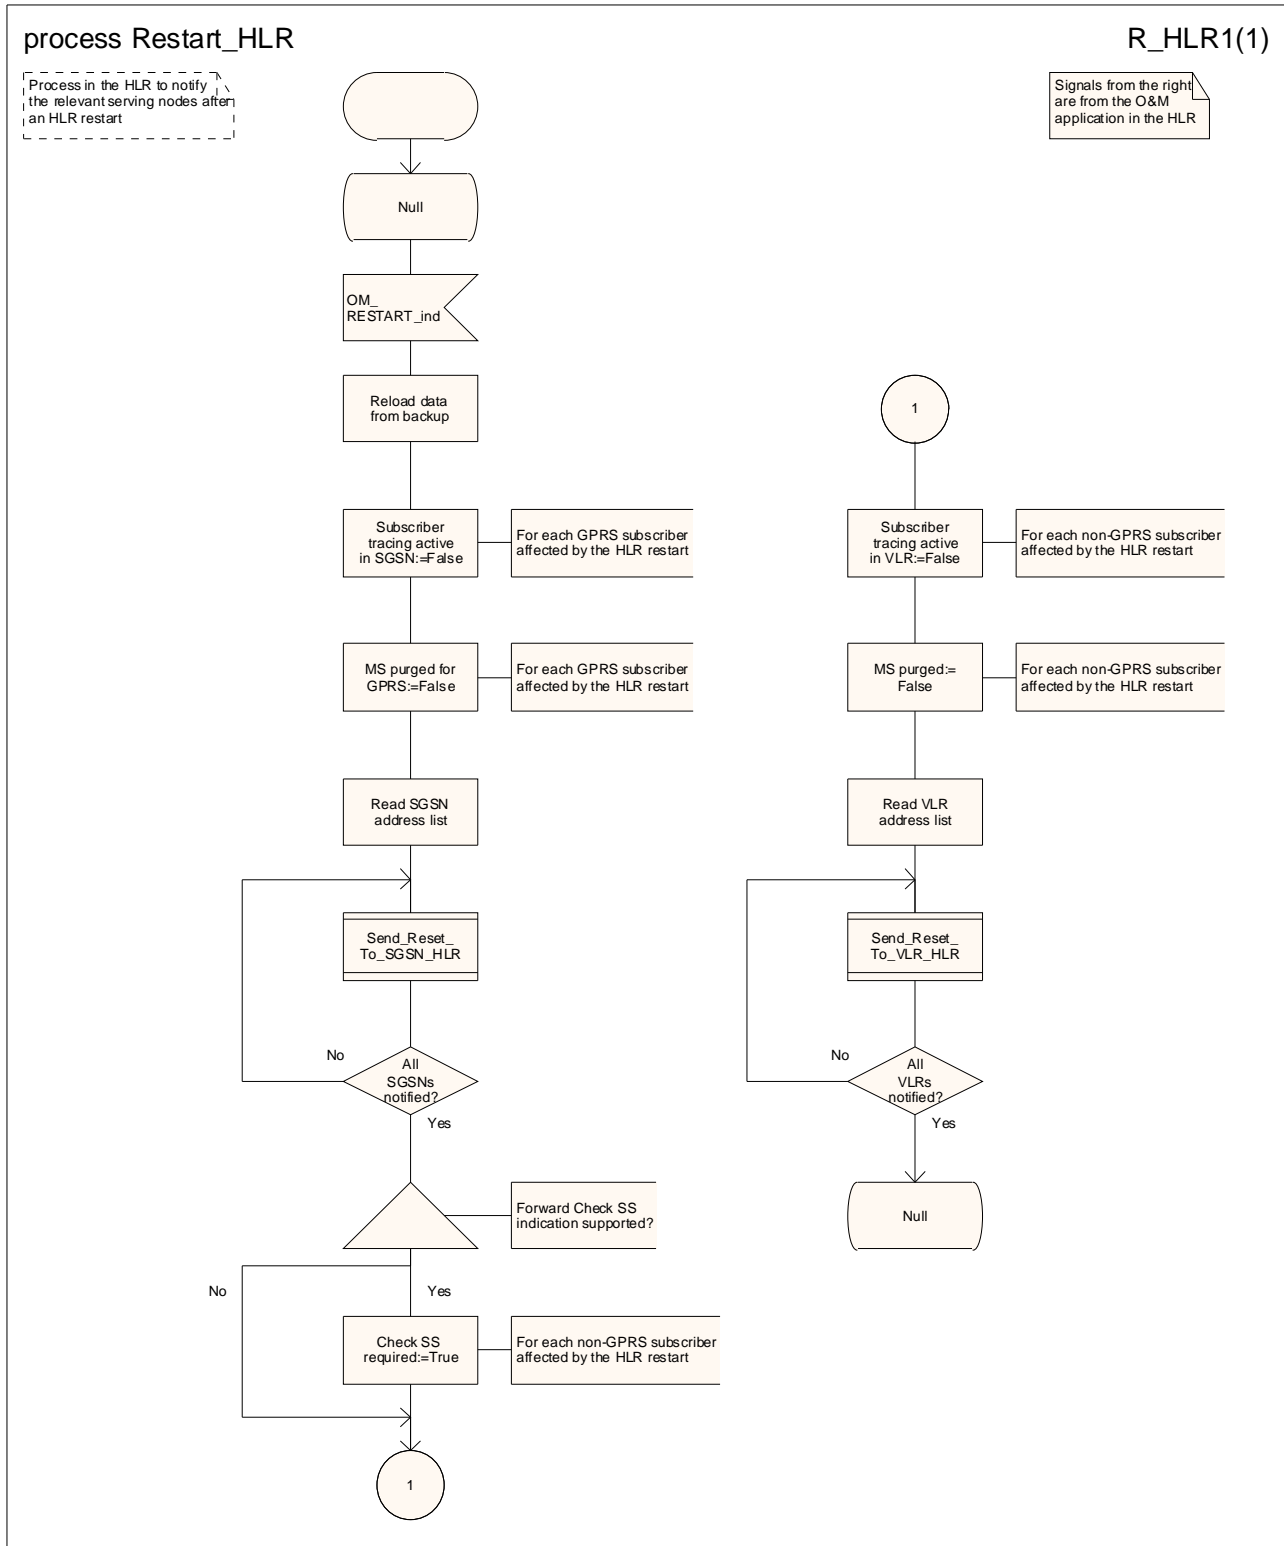 process Restart_HLR
R_HLR1(1)
Process in the HLR to notify
the relevant serving nodes after
an HLR restart
Signals from the right
are from the O&M
application in the HLR
Null
OM_
RESTART_ind
Reload data
from backup
Subscriber
tracing active
in SGSN:=False
For each GPRS subscriber
affected by the HLR restart
MS purged for
GPRS:=False
For each GPRS subscriber
affected by the HLR restart
Read SGSN
address list
Send_Reset_
To_SGSN_HLR
No
All
SGSNs
notified?
Yes
Forward Check SS
indication supported?
No
Yes
Check SS
required:=True
For each non-GPRS subscriber
affected by the HLR restart
1
1
Subscriber
tracing active
in VLR:=False
For each non-GPRS subscriber
affected by the HLR restart
MS purged:=
False
For each non-GPRS subscriber
affected by the HLR restart
Read VLR
address list
Send_Reset_
To_VLR_HLR
No
All
VLRs
notified?
Yes
Null